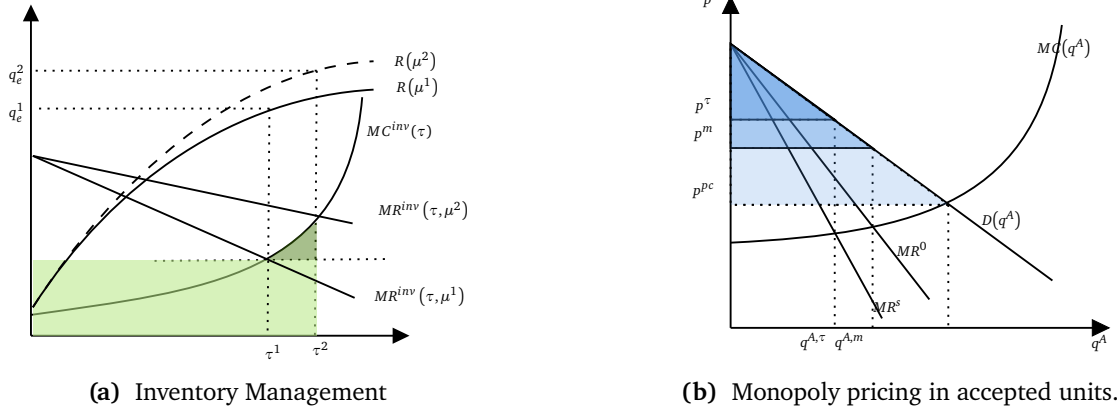 q_e^2
q_e^1
R(μ^2)
R(μ^1)
MC^{inv}(τ)
MR^{inv}(τ, μ^2)
MR^{inv}(τ, μ^1)
τ^1
τ^2
(a) Inventory Management
p
p^τ
p^m
p^{pc}
MC(q^A)
D(q^A)
MR^0
MR^s
q^{A,τ} q^{A,m}
q^A
(b) Monopoly pricing in accepted units.